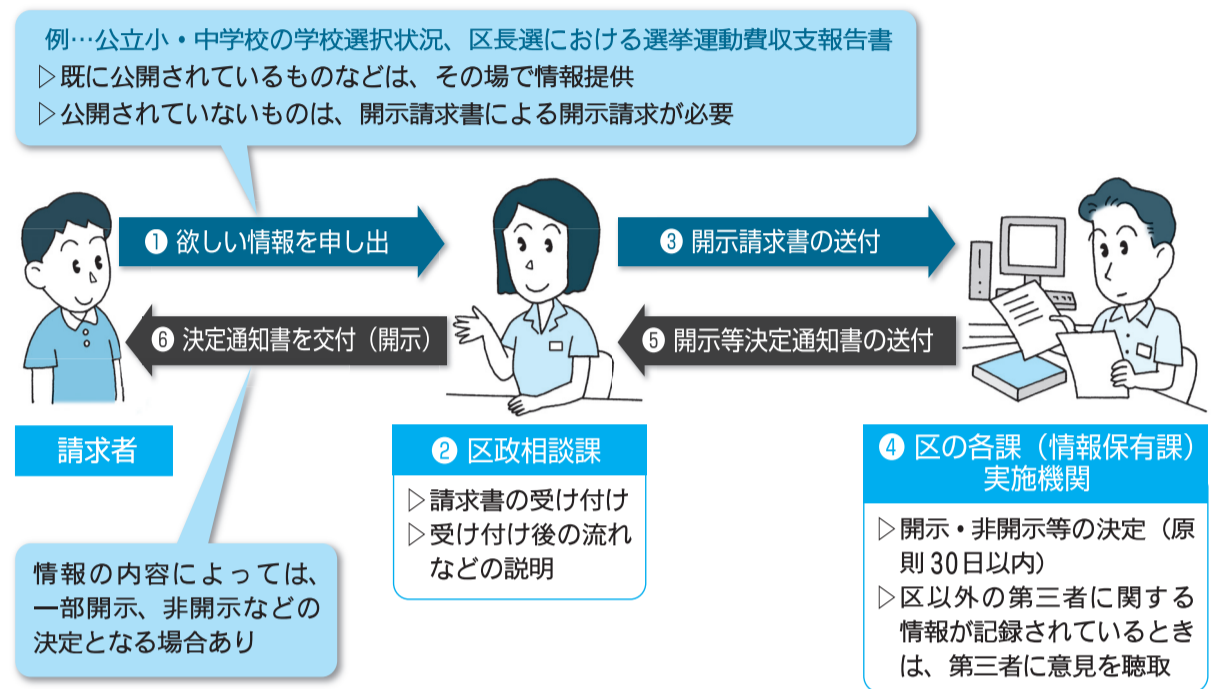 例…公立小・中学校の学校選択状況、区長選における選挙運動費収支報告書
▷既に公開されているものなどは、その場で情報提供
▷公開されていないものは、開示請求書による開示請求が必要
❶ 欲しい情報を申し出
❸ 開示請求書の送付
❻ 決定通知書を交付（開示）
❺ 開示等決定通知書の送付
請求者
❷ 区政相談課
▷請求書の受け付け
▷受け付け後の流れ
などの説明
❹ 区の各課（情報保有課）
実施機関
▷開示・非開示等の決定（原
則30日以内）
▷区以外の第三者に関する
情報が記録されているとき
は、第三者に意見を聴取
情報の内容によっては、
一部開示、非開示などの
決定となる場合あり